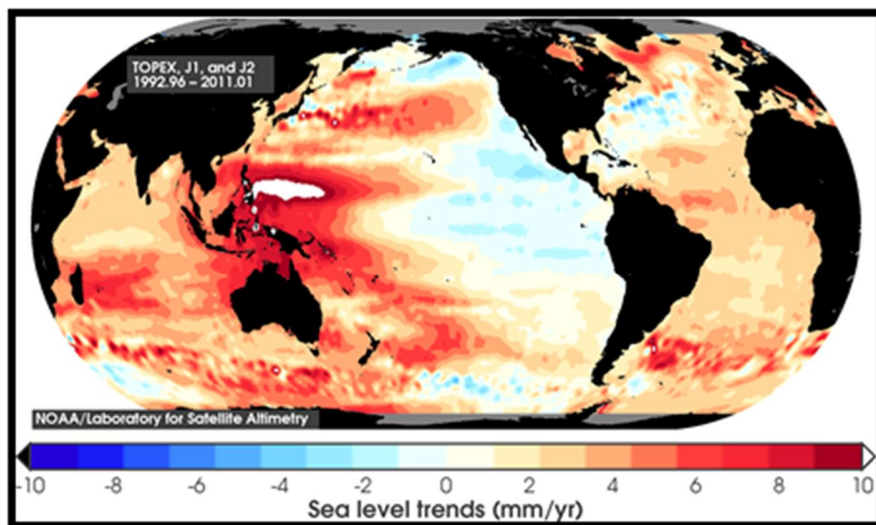 TOPEX, J1, and J2
1992.96 – 2011.01
NOAA/Laboratory for Satellite Altimetry
-10 -8 -6 -4 -2 0 2 4 6 8 10
Sea level trends (mm/yr)